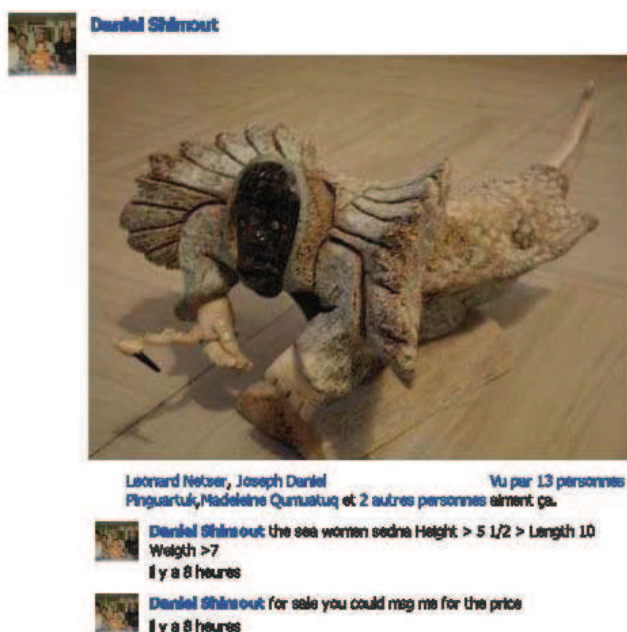 Daniel Shimout
Leonard Netser, Joseph Daniel Vu par 13 personnes
Pinguartuk,Madeleine Qumuatuq et 2 autres personnes aiment ça.
Daniel Shimout the sea women sedna Height > 5 1/2 > Length 10
Weigth >7
Il y a 8 heures
Daniel Shimout for sale you could msg me for the price
Il y a 8 heures